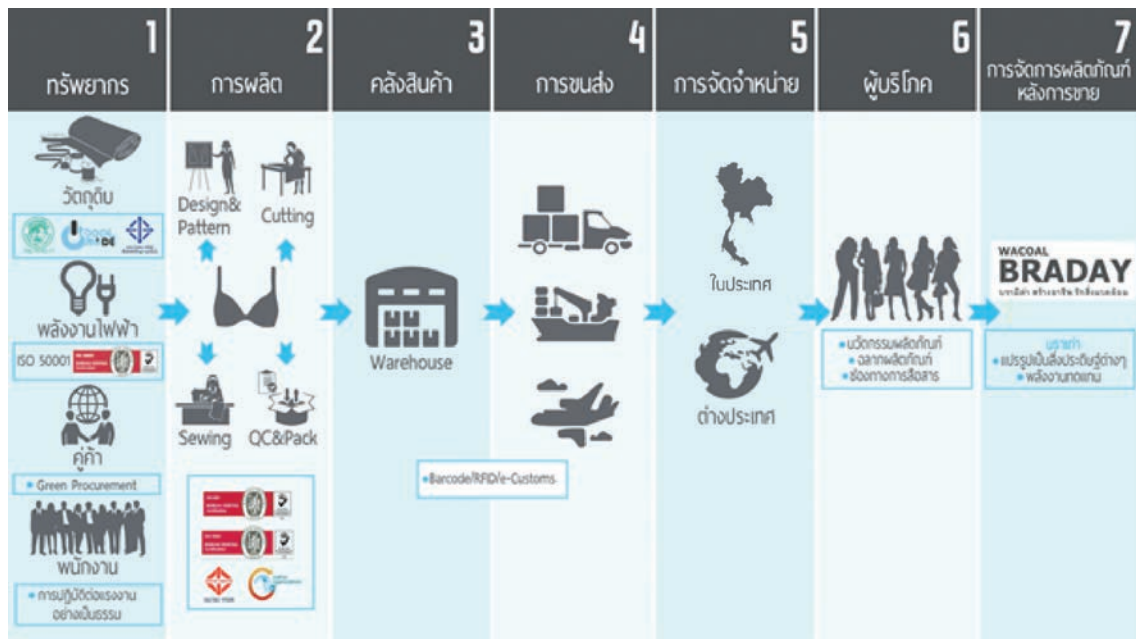 1
ทรัพยากร
2
การผลิต
3
คลังสินค้า
4
การขนส่ง
5
การจัดจำหน่าย
6
ผู้บริโภค
7
การจัดการผลิตภัณฑ์
หลังการขาย
วัตถุดิบ
พลังงานไฟฟ้า
ISO 50001
คู่ค้า
• Green Procurement
พนักงาน
• การปฏิบัติต่อแรงงาน
อย่างเป็นธรรม
Design&
Pattern
Cutting
Sewing
QC&Pack
Warehouse
• Barcode/RFID/e-Customs
ในประเทศ
ต่างประเทศ
• นวัตกรรมผลิตภัณฑ์
• ฉลากผลิตภัณฑ์
• ช่องทางการสื่อสาร
WACOAL
BRADAY
บราเก่า
• แปรรูปเป็นสิ่งประดิษฐ์ต่างๆ
• พลังงานทดแทน